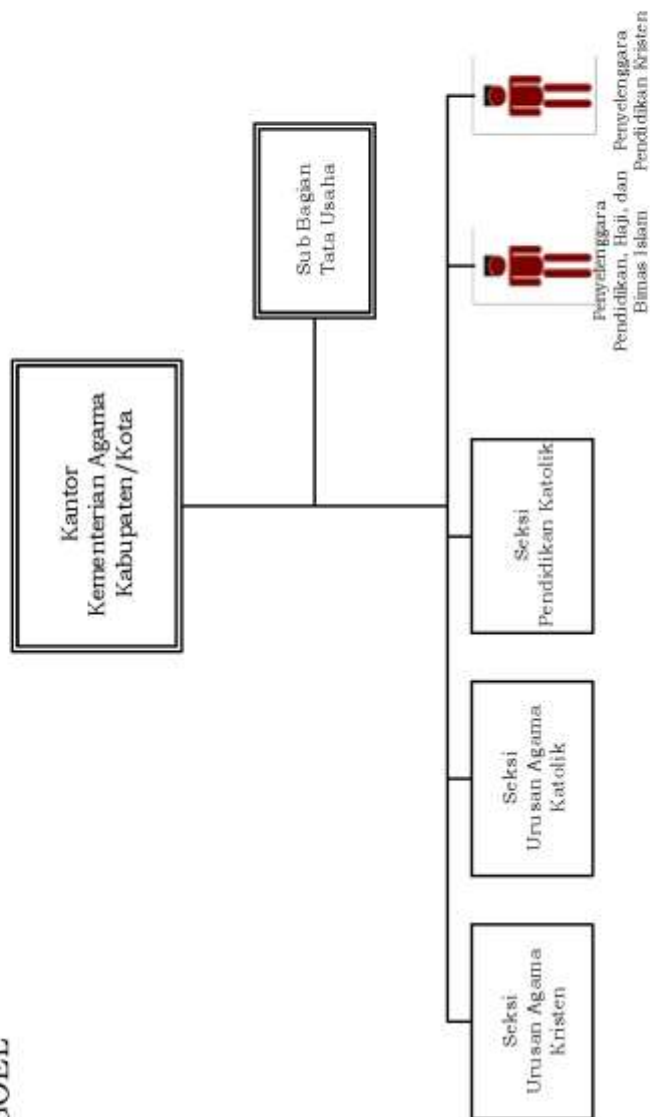 Kantor
Kementerian Agama
Kabupaten/Kota
Sub Bagian
Tata Usaha
Seksi
Urusan Agama
Kristen
Seksi
Urusan Agama
Katolik
Seksi
Pendidikan Katolik
Penyelenggara
Pendidikan, Haji, dan
Bimas Islam
Penyelenggara
Pendidikan Kristen